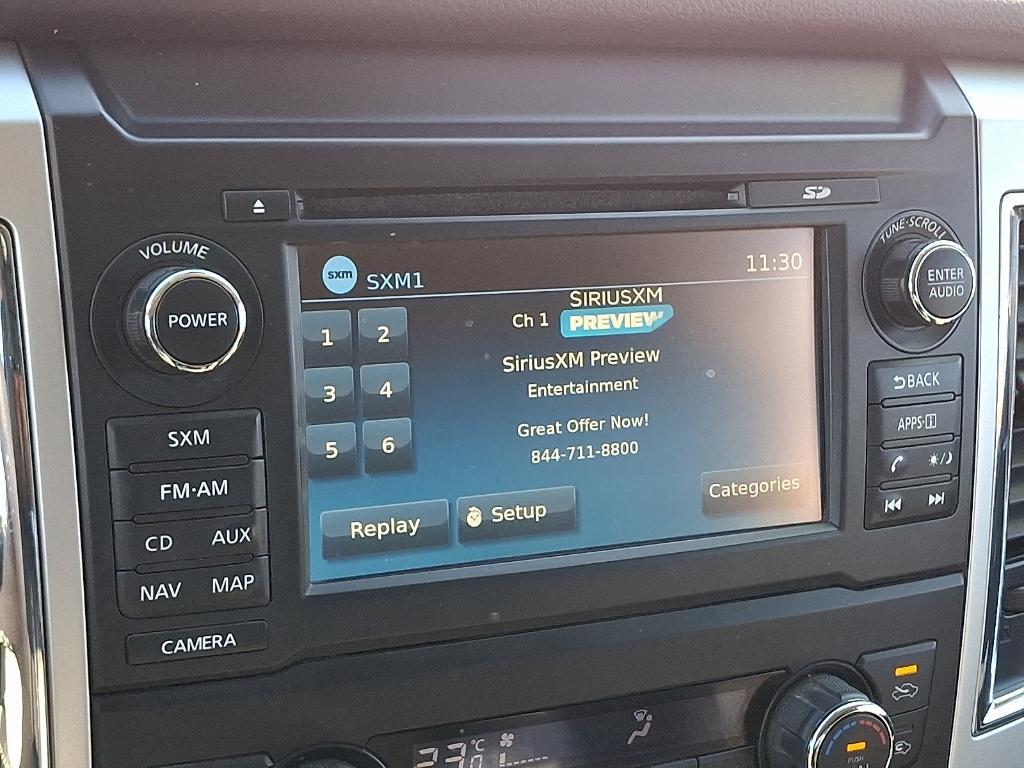 SD
VOLUME
POWER
TUNE·SCROLL
ENTER
AUDIO
sxm SXM1 11:30
SIRIUSXM
Ch 1 PREVIEW
SiriusXM Preview
Entertainment
Great Offer Now!
844-711-8800
1 2
3 4
5 6
Replay Setup Categories
SXM
FM·AM
CD AUX
NAV MAP
CAMERA
BACK
APPS·i
°C
PUSH